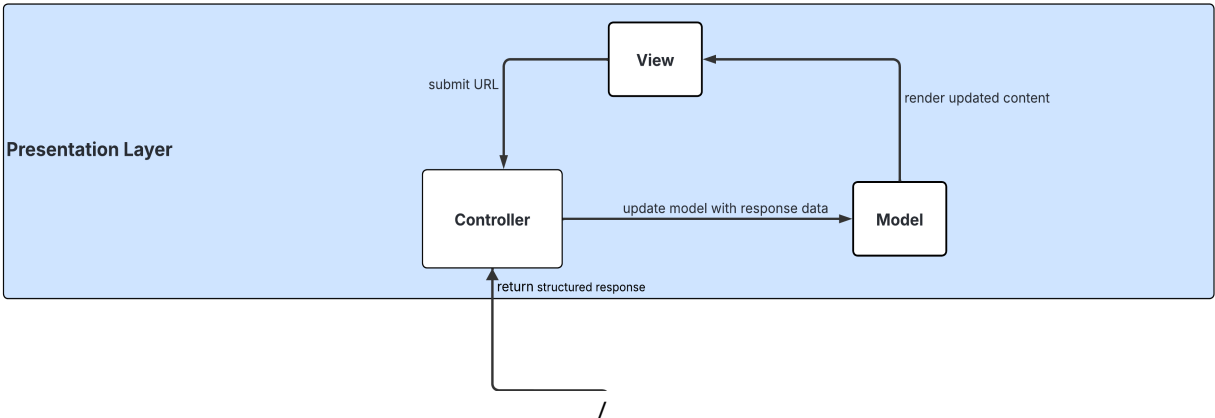 View
submit URL
render updated content
Presentation Layer
update model with response data
Controller
Model
return structured response
/